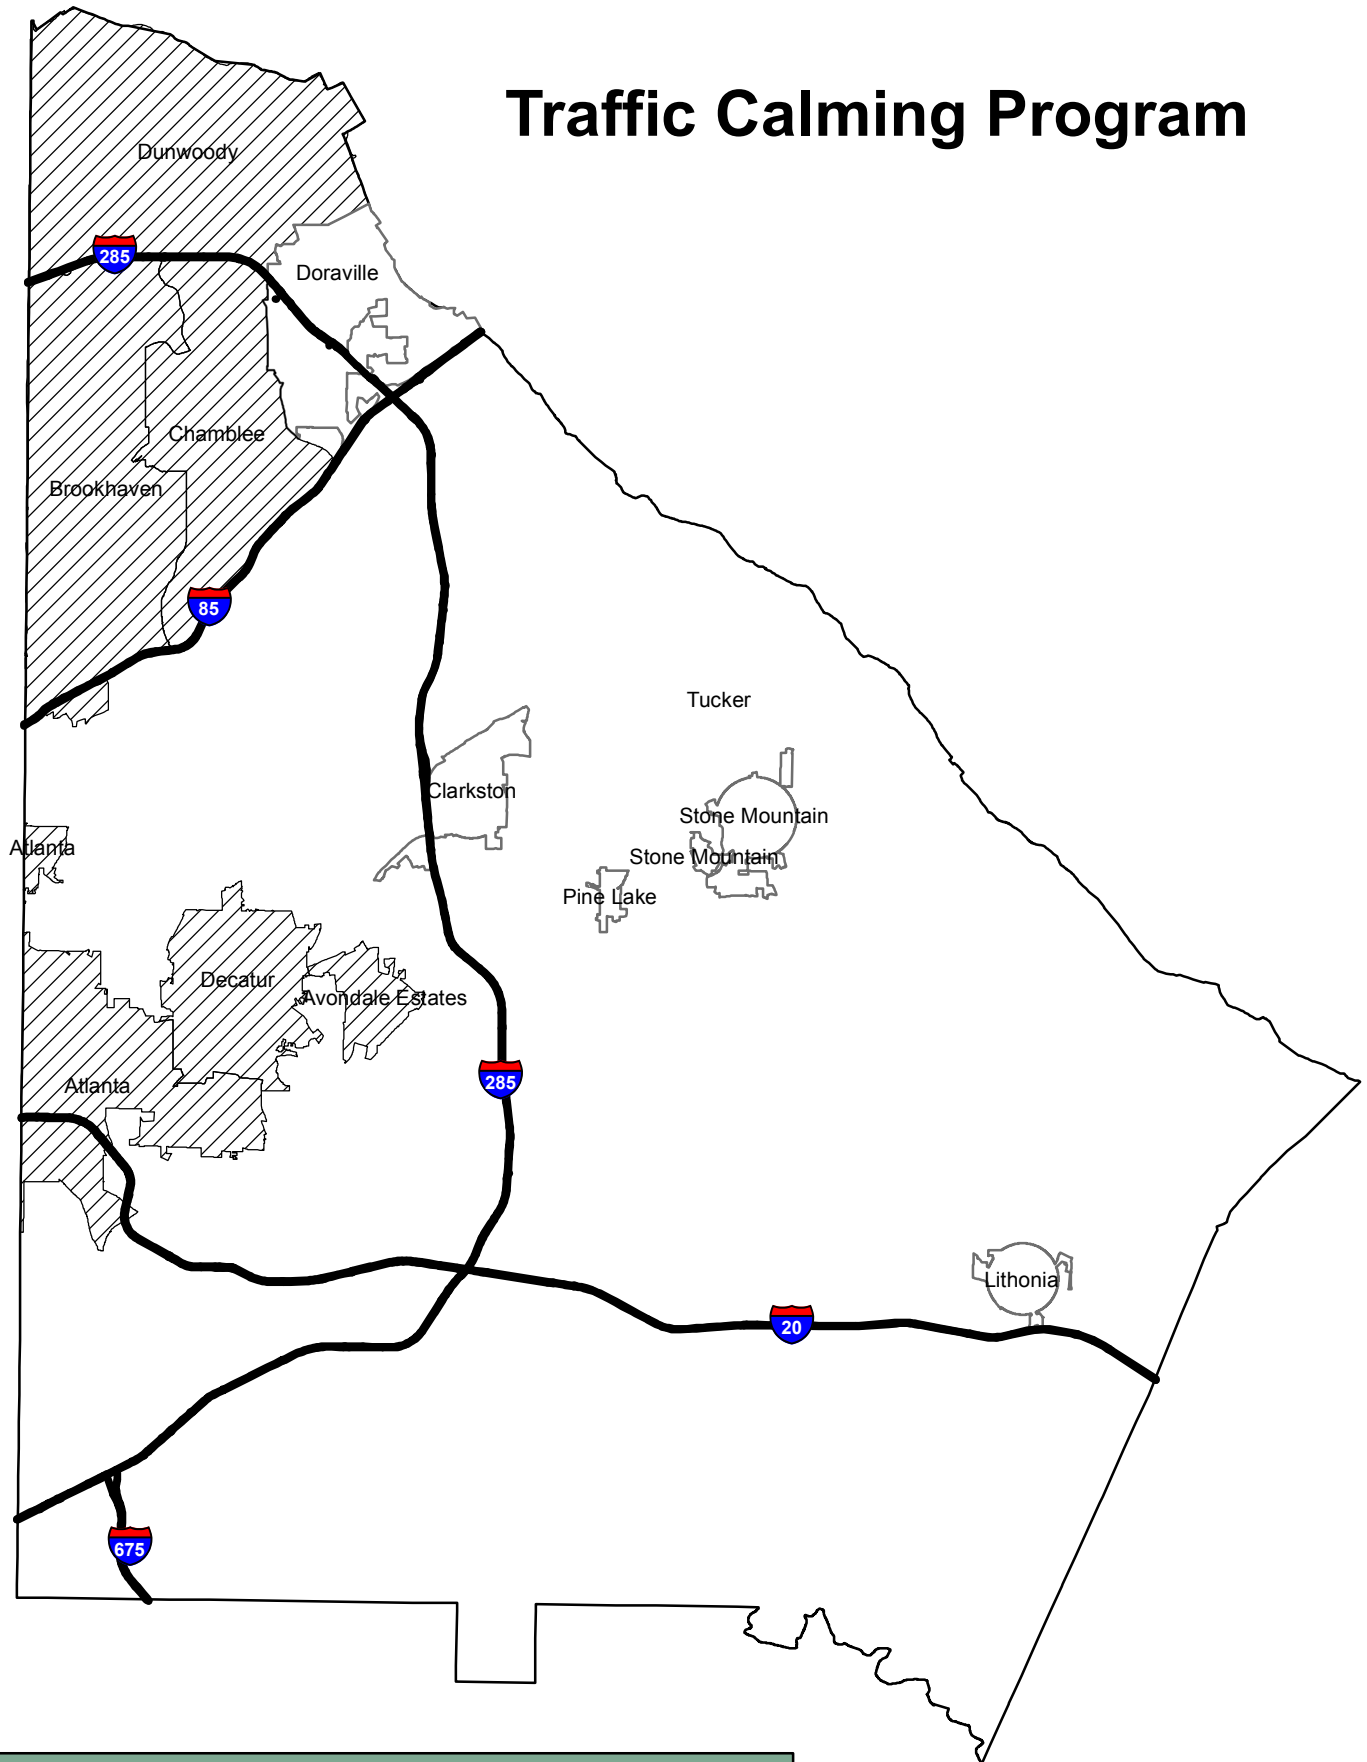 Traffic Calming Program
Dunwoody
285
Doraville
Chamblee
Brookhaven
85
Tucker
Clarkston
Stone Mountain
Atlanta
Stone Mountain
Pine Lake
Decatur
Avondale Estates
285
Atlanta
Lithonia
20
675